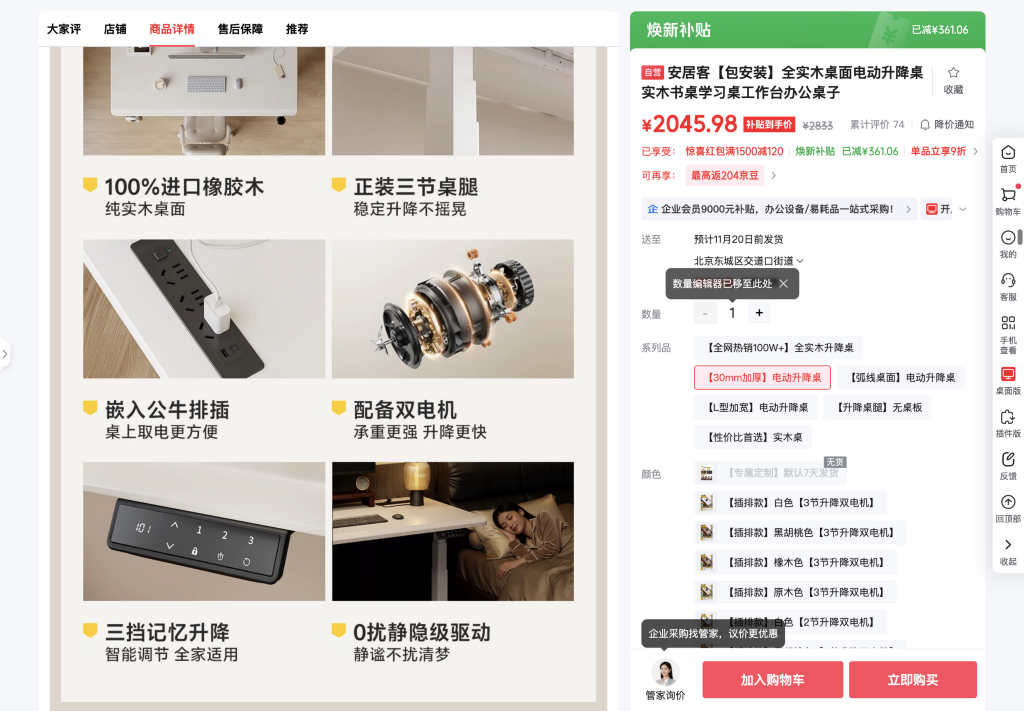 大家评
店铺
商品详情
售后保障
推荐
100%进口橡胶木
纯实木桌面
正装三节桌腿
稳定升降不摇晃
嵌入公牛排插
桌上取电更方便
配备双电机
承重更强 升降更快
101
1
2
3
三挡记忆升降
智能调节 全家适用
0扰静隐级驱动
静谧不扰清梦
焕新补贴
已减¥361.06
自营 安居客【包安装】全实木桌面电动升降桌
实木书桌学习桌工作台办公桌子
收藏
¥2045.98 补贴到手价 ¥2833 累计评价 74 降价通知
已享受: 惊喜红包满1500减120 焕新补贴 已减¥361.06 单品立享9折
可再享: 最高返204京豆
企业会员9000元补贴，办公设备/易耗品一站式采购！
开.
送至 预计11月20日前发货
北京东城区交道口街道
数量编辑器已移至此处
数量 - 1 +
系列品 【全网热销100W+】全实木升降桌
【30mm加厚】电动升降桌 【弧线桌面】电动升降桌
【L型加宽】电动升降桌 【升降桌腿】无桌板
【性价比首选】实木桌
无货
颜色 【专属定制】默认7天发货
【插排款】白色【3节升降双电机】
【插排款】黑胡桃色【3节升降双电机】
【插排款】橡木色【3节升降双电机】
【插排款】原木色【3节升降双电机】
【插排款】白色【2节升降双电机】
企业采购找管家，议价更优惠
管家询价
加入购物车
立即购买
首页
购物车
我的
客服
手机
查看
桌面版
插件版
反馈
回顶部
收起